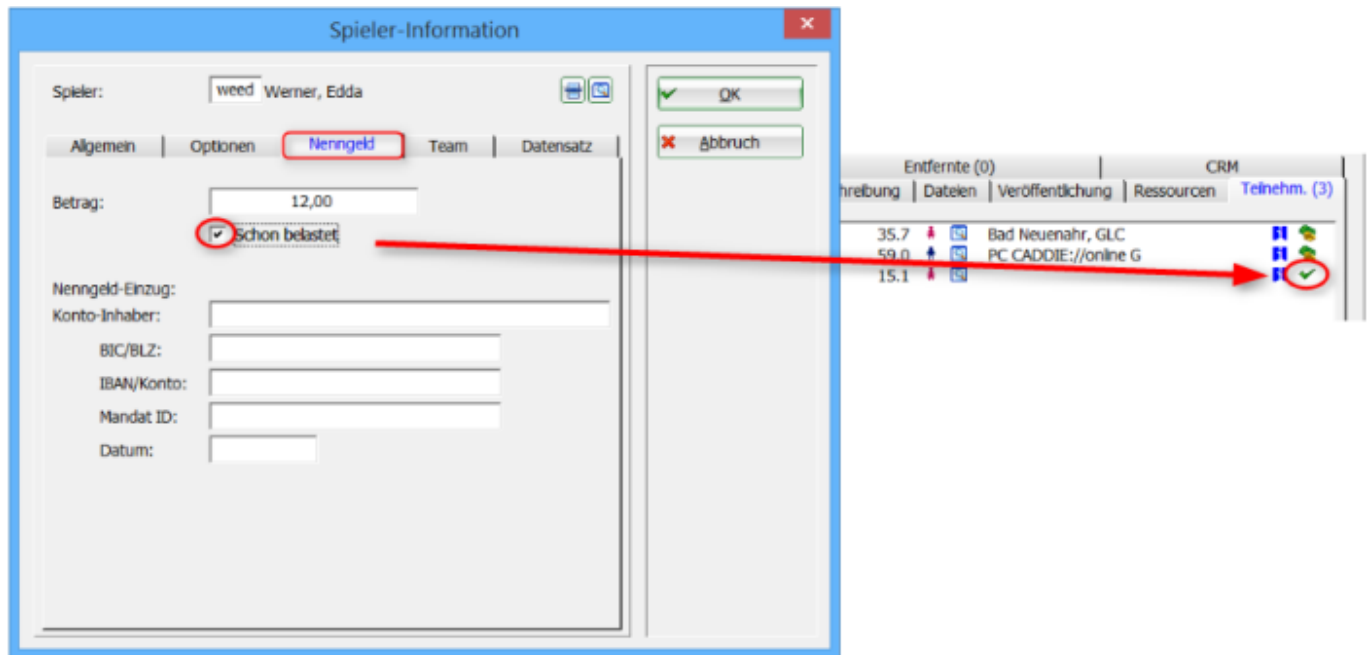 Spieler-Information
Spieler: weed Werner, Edda
OK
Abbruch
Allgemein Optionen Nenngeld Team Datensatz
Betrag: 12,00
Schon belastet
Nenngeld-Einzug:
Konto-Inhaber:
BIC/BLZ:
IBAN/Konto:
Mandat ID:
Datum:
Entfernte (0) CRM
hreibung Dateien Veröffentlichung Ressourcen Teilnehm. (3)
35.7 Bad Neuenahr, GLC
59.0 PC CADDIE://online G
15.1